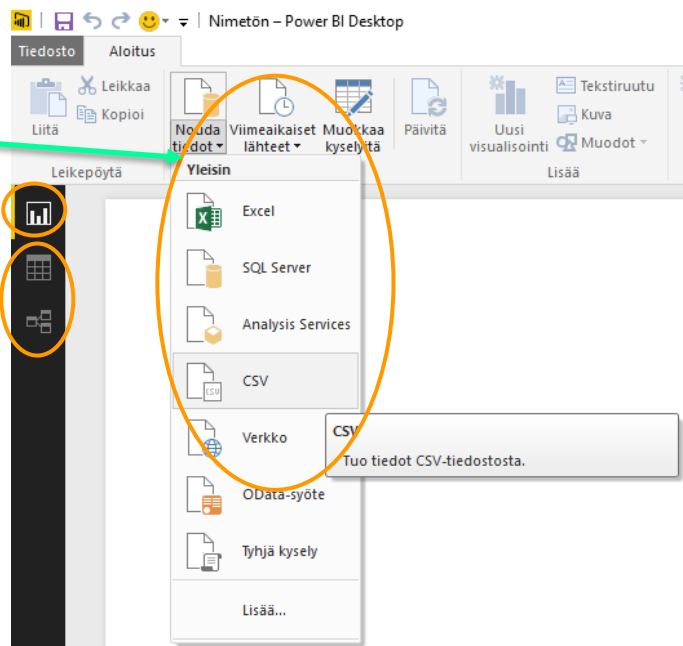 Nimetön – Power BI Desktop
Tiedosto Aloitus
Leikkaa
Kopioi
Liitä
Leikepöytä
Nouda tiedot
Viimeaikaiset lähteet
Muokkaa kyselyitä
Päivitä
Uusi visualisointi
Tekstiruutu
Kuva
Muodot
Lisää
Yleisin
Excel
SQL Server
Analysis Services
CSV
CSV
Verkko
CSV
Tuo tiedot CSV-tiedostosta.
OData-syöte
Tyhjä kysely
Lisää...